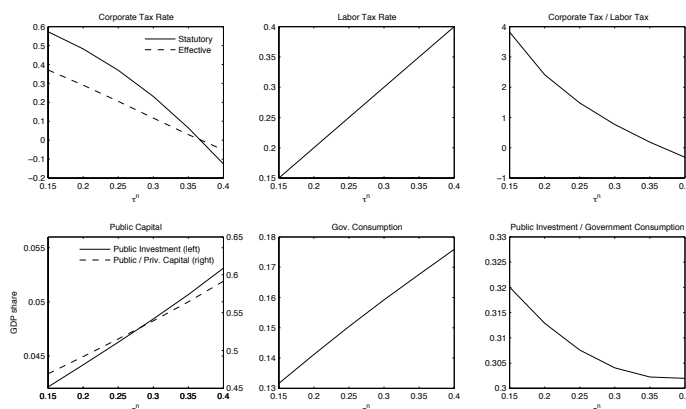 Corporate Tax Rate
Labor Tax Rate
Corporate Tax / Labor Tax
0.6
0.5
0.4
0.3
0.2
0.1
0
−0.1
−0.2
Statutory
Effective
0.15 0.2 0.25 0.3 0.35 0.4
τⁿ
0.4
0.35
0.3
0.25
0.2
0.15
0.15 0.2 0.25 0.3 0.35 0.4
τⁿ
4
3
2
1
0
−1
0.15 0.2 0.25 0.3 0.35 0.4
τⁿ
Public Capital
Gov. Consumption
Public Investment / Government Consumption
GDP share
0.055
0.05
0.045
Public Investment (left)
Public / Priv. Capital (right)
0.65
0.6
0.55
0.5
0.45
0.15 0.2 0.25 0.3 0.35 0.4
0.18
0.17
0.16
0.15
0.14
0.13
0.15 0.2 0.25 0.3 0.35 0.4
0.33
0.325
0.32
0.315
0.31
0.305
0.3
0.15 0.2 0.25 0.3 0.35